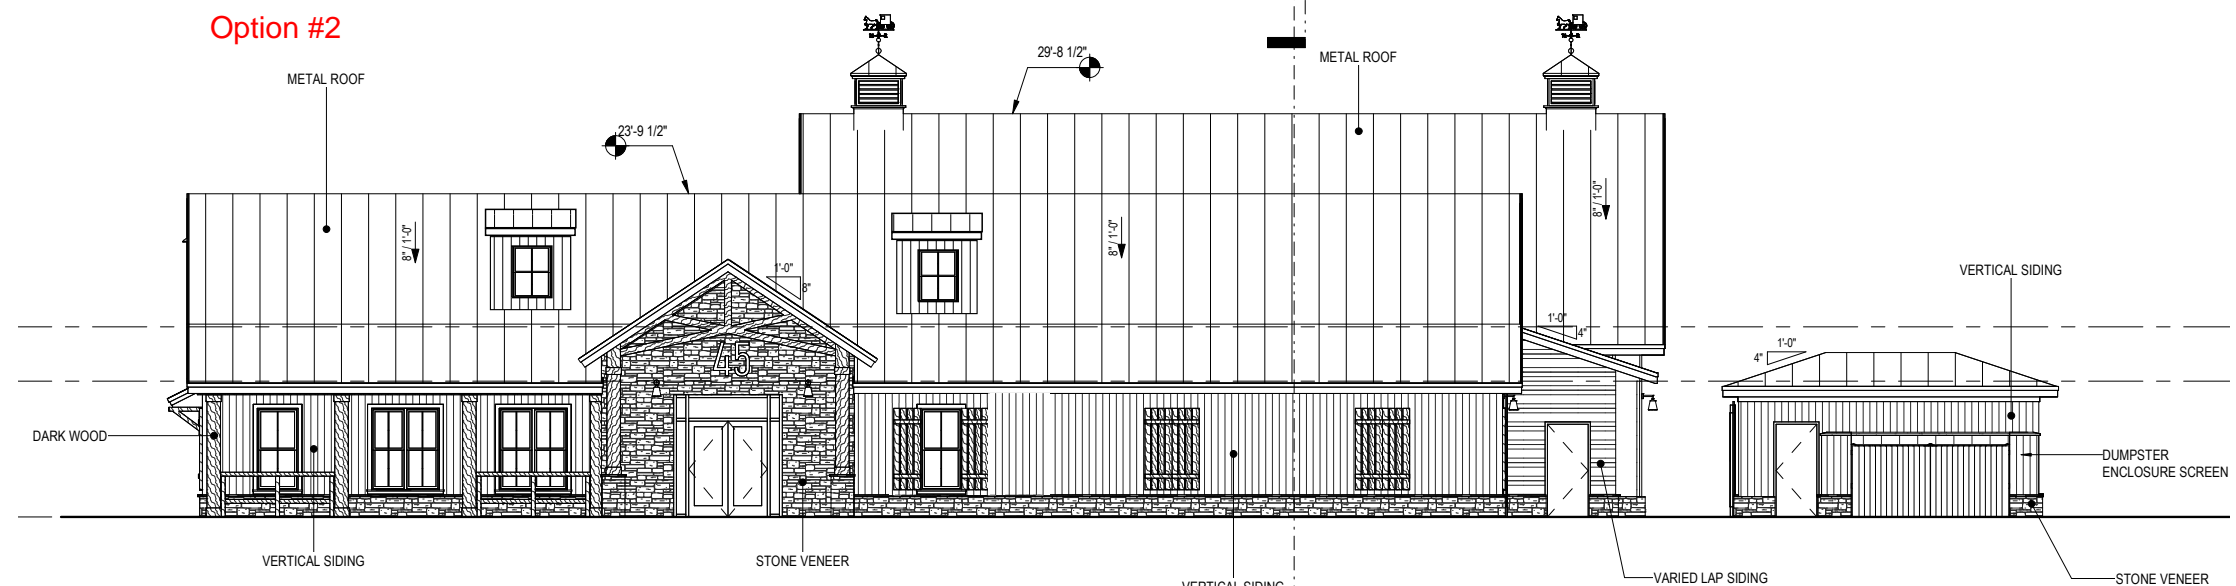 Option #2
METAL ROOF
29'-8 1/2"
METAL ROOF
23'-9 1/2"
8" / 1'-0"
8" / 1'-0"
8" / 1'-0"
1'-0"
8"
VERTICAL SIDING
1'-0"
4"
1'-0"
4"
45
DARK WOOD
DUMPSTER
ENCLOSURE SCREEN
VERTICAL SIDING
STONE VENEER
VERTICAL SIDING
VARIED LAP SIDING
STONE VENEER